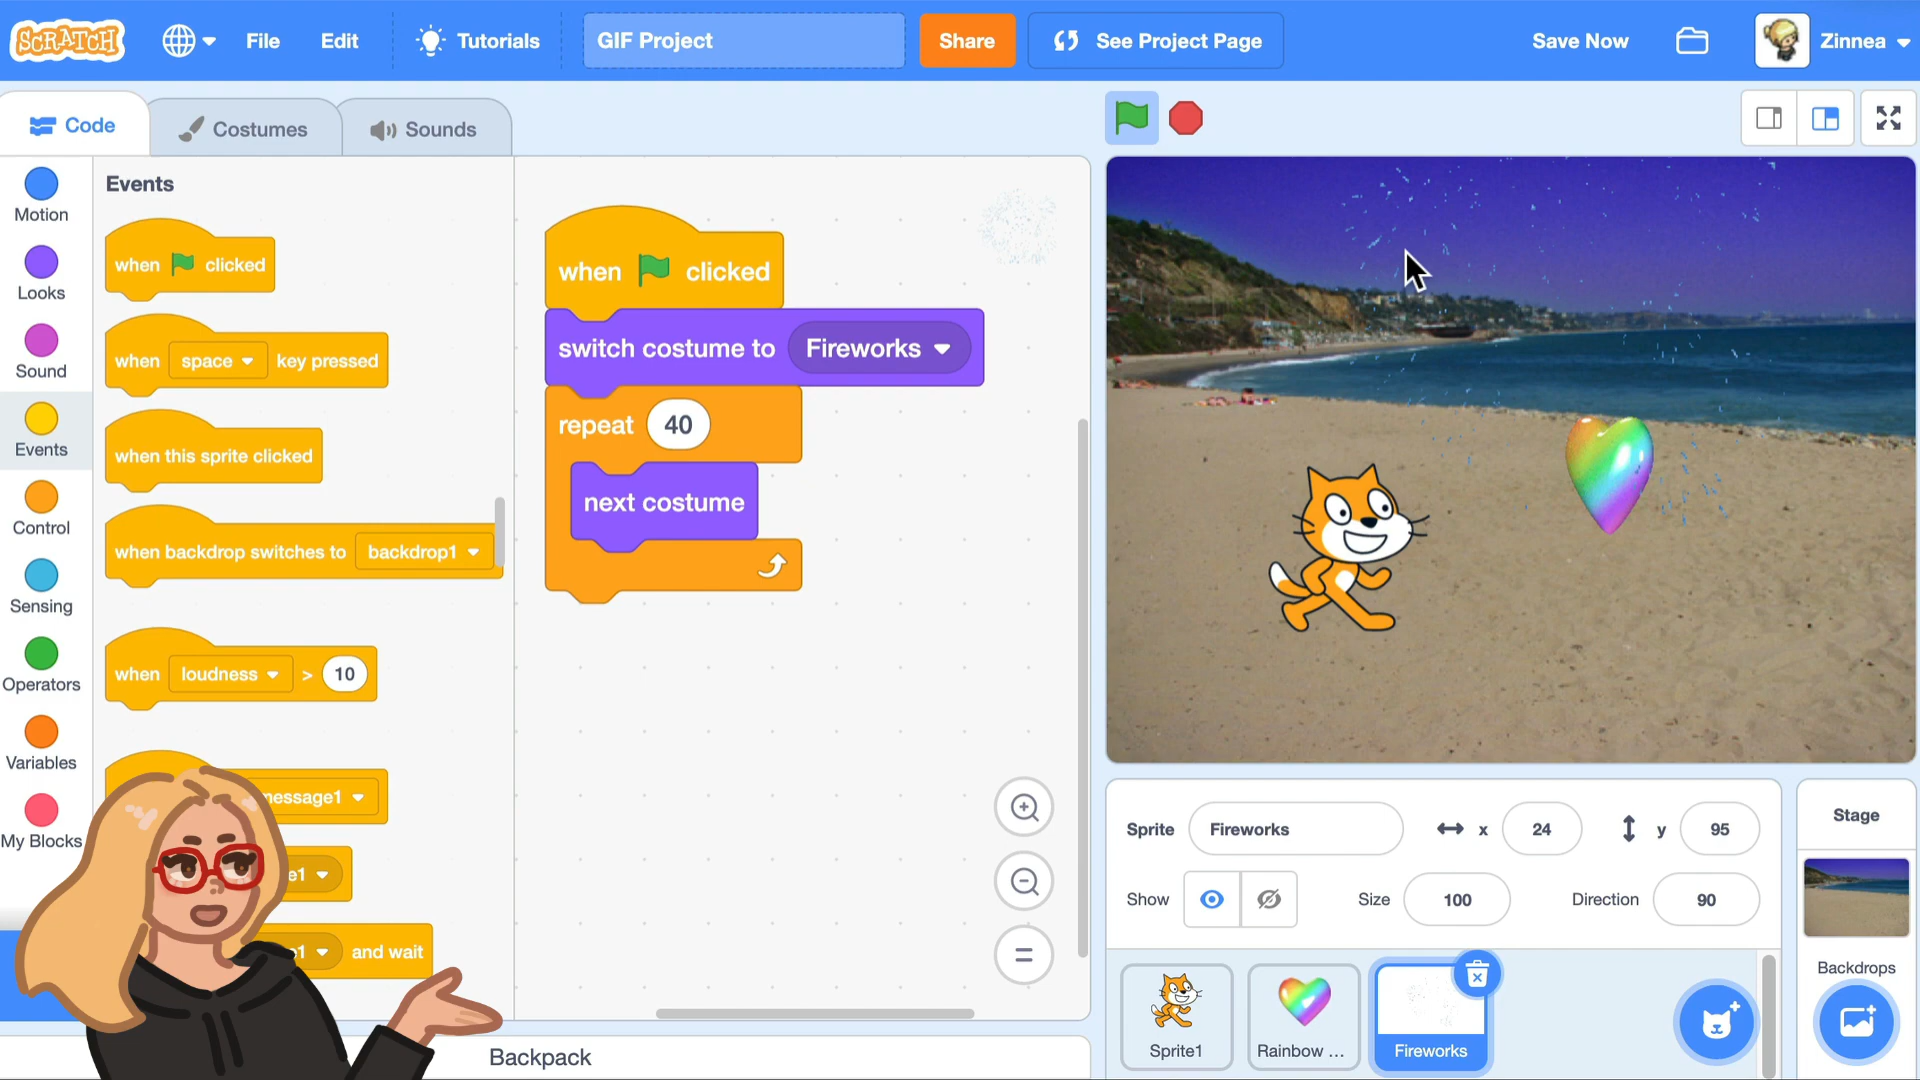 SCRATCH
File
Edit
Tutorials
GIF Project
Share
See Project Page
Save Now
Zinnea
Code
Costumes
Sounds
Motion
Looks
Sound
Events
Control
Sensing
Operators
Variables
My Blocks
Events
when clicked
when space key pressed
when this sprite clicked
when backdrop switches to backdrop1
when loudness > 10
message1
and wait
when clicked
switch costume to Fireworks
repeat 40
next costume
Backpack
Sprite Fireworks x 24 y 95
Show Size 100 Direction 90
Sprite1
Rainbow ...
Fireworks
Stage
Backdrops